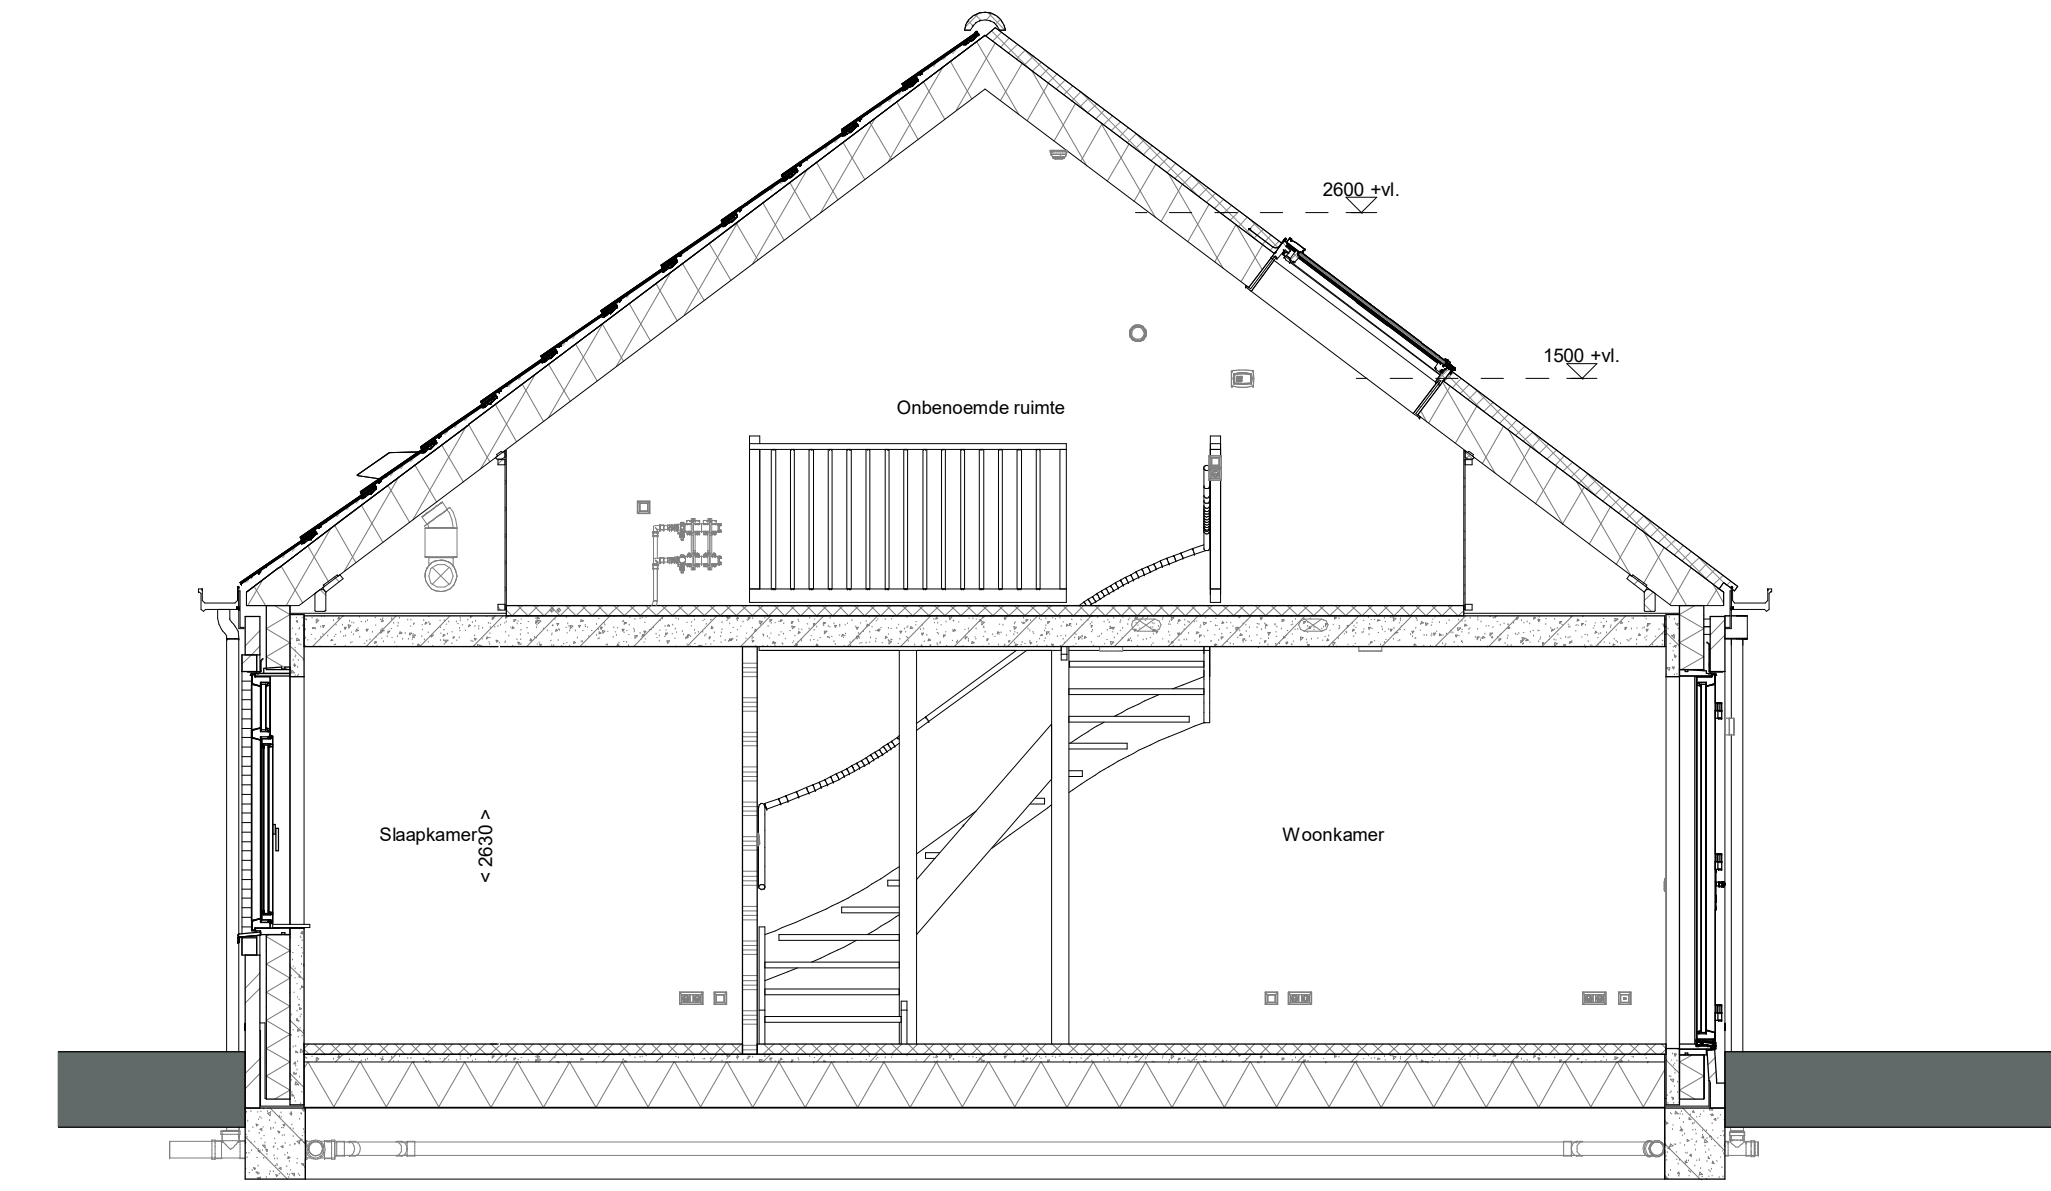 2600 +vl.
1500 +vl.
Onbenoemde ruimte
Slaapkamer
< 2630 >
Woonkamer